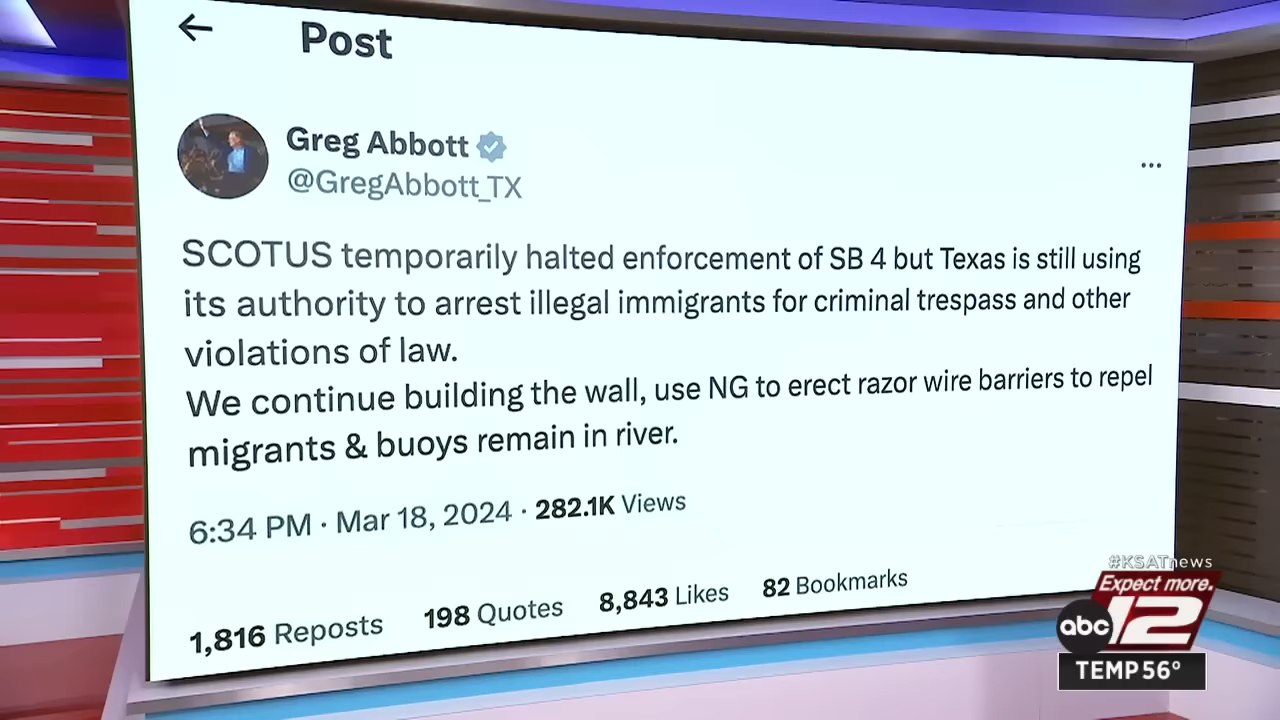 Post
Greg Abbott
@GregAbbott_TX
...
SCOTUS temporarily halted enforcement of SB 4 but Texas is still using
its authority to arrest illegal immigrants for criminal trespass and other
violations of law.
We continue building the wall, use NG to erect razor wire barriers to repel
migrants & buoys remain in river.
6:34 PM · Mar 18, 2024 · 282.1K Views
1,816 Reposts 198 Quotes 8,843 Likes 82 Bookmarks
#KSATnews
Expect more.
abc 12
TEMP 56°